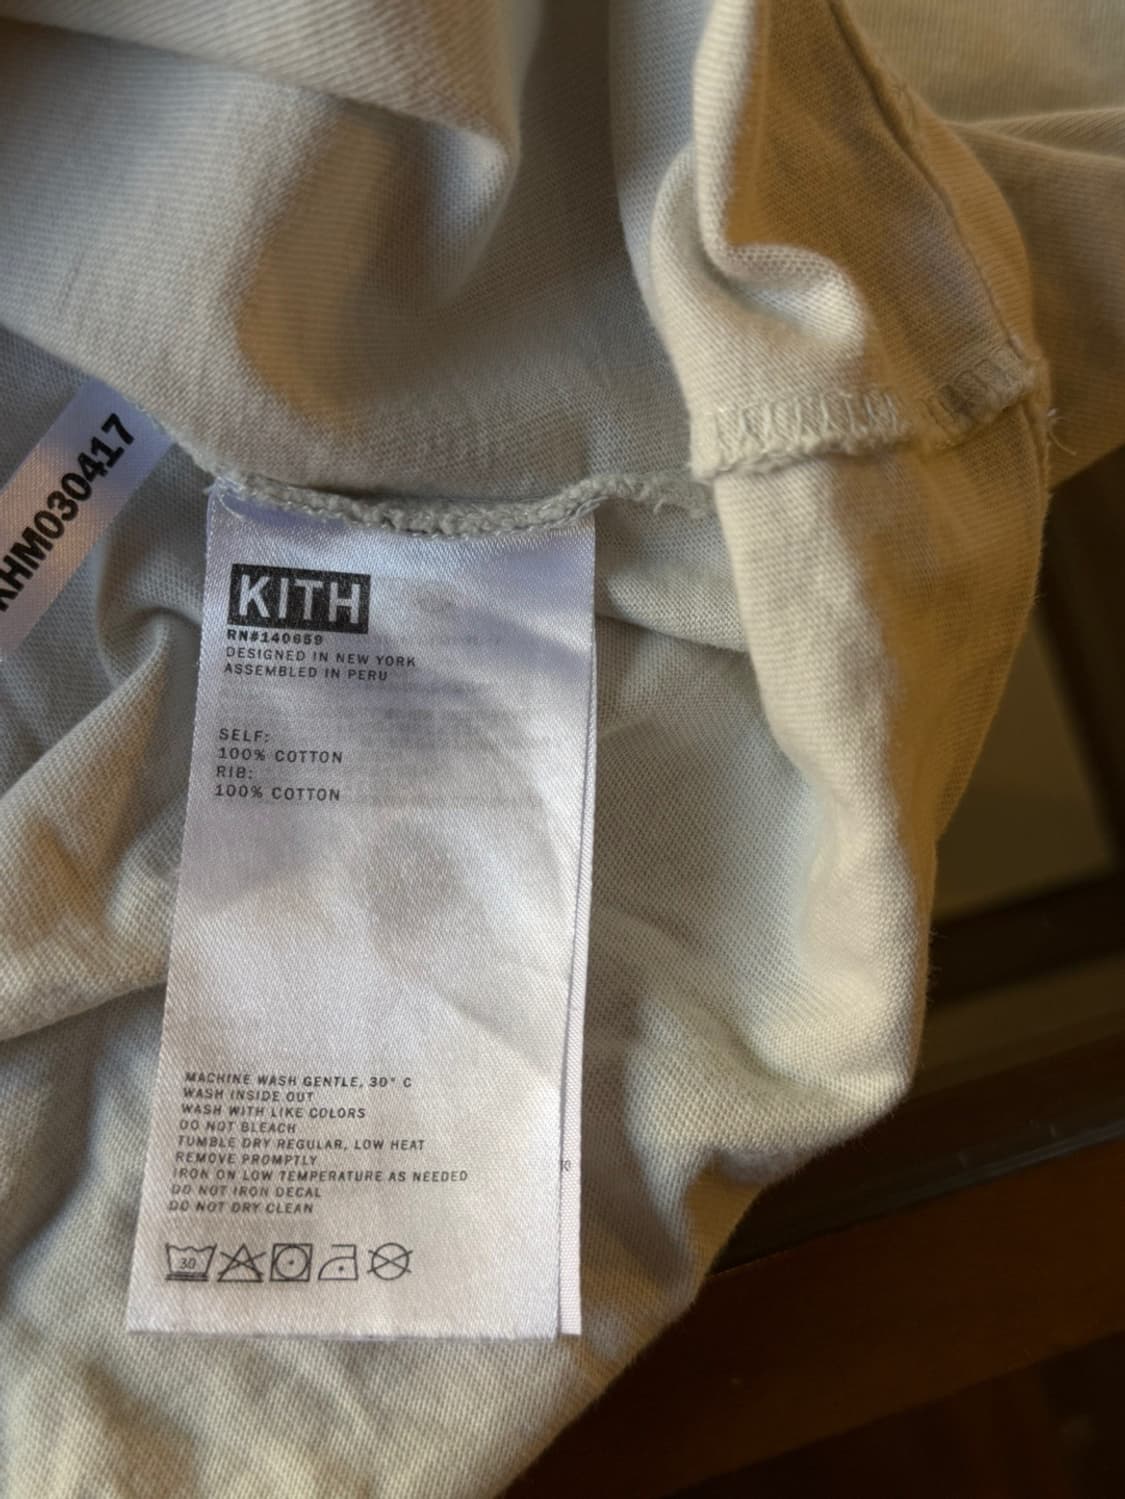 KHM030417
KITH
RN#140659
DESIGNED IN NEW YORK
ASSEMBLED IN PERU
SELF:
100% COTTON
RIB:
100% COTTON
MACHINE WASH GENTLE, 30° C
WASH INSIDE OUT
WASH WITH LIKE COLORS
DO NOT BLEACH
TUMBLE DRY REGULAR, LOW HEAT
REMOVE PROMPTLY
IRON ON LOW TEMPERATURE AS NEEDED
DO NOT IRON DECAL
DO NOT DRY CLEAN
30